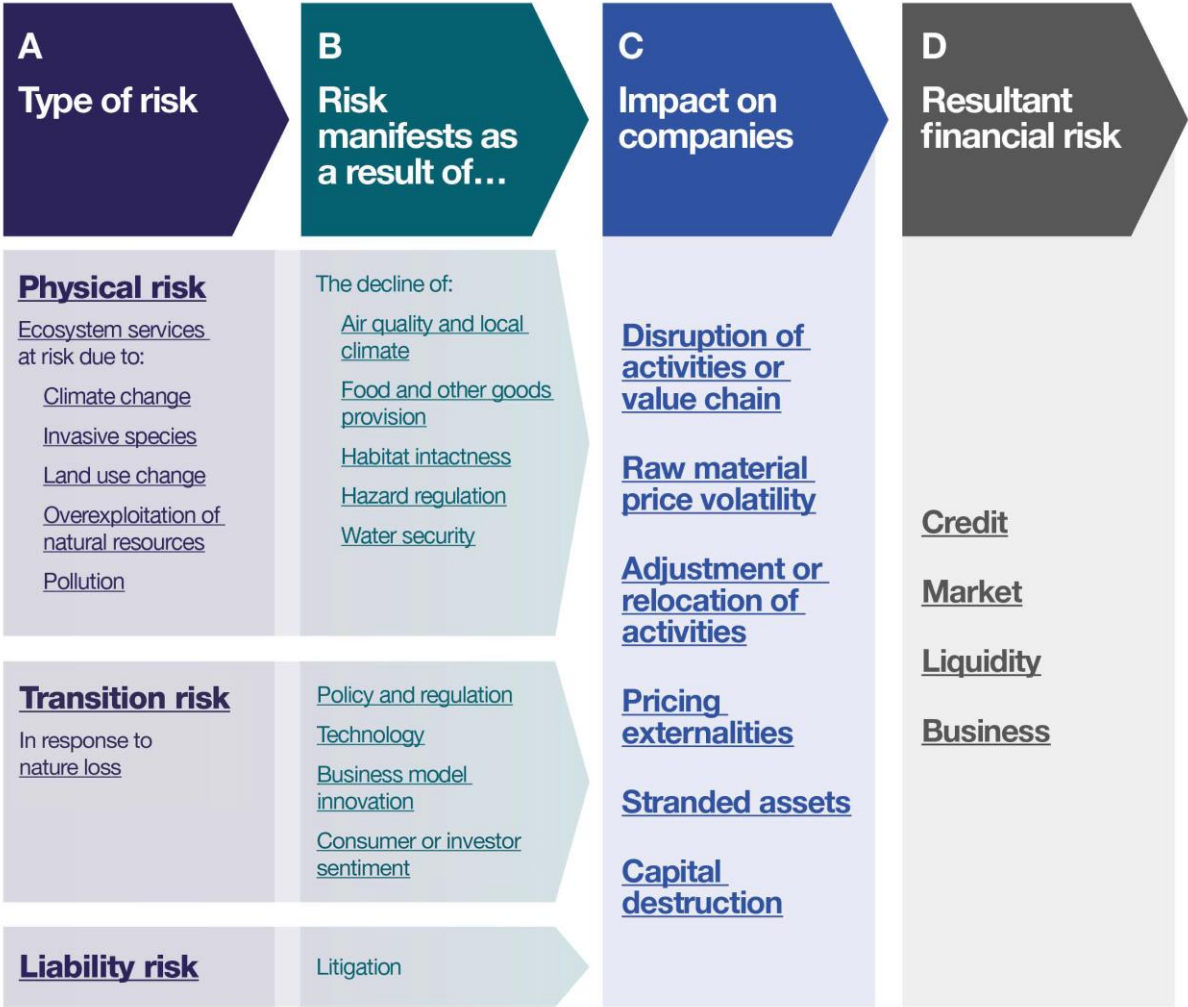 A
Type of risk
B
Risk
manifests as
a result of…
C
Impact on
companies
D
Resultant
financial risk
Physical risk
Ecosystem services
at risk due to:
Climate change
Invasive species
Land use change
Overexploitation of
natural resources
Pollution
The decline of:
Air quality and local
climate
Food and other goods
provision
Habitat intactness
Hazard regulation
Water security
Transition risk
In response to
nature loss
Policy and regulation
Technology
Business model
innovation
Consumer or investor
sentiment
Liability risk
Litigation
Disruption of
activities or
value chain
Raw material
price volatility
Adjustment or
relocation of
activities
Pricing
externalities
Stranded assets
Capital
destruction
Credit
Market
Liquidity
Business